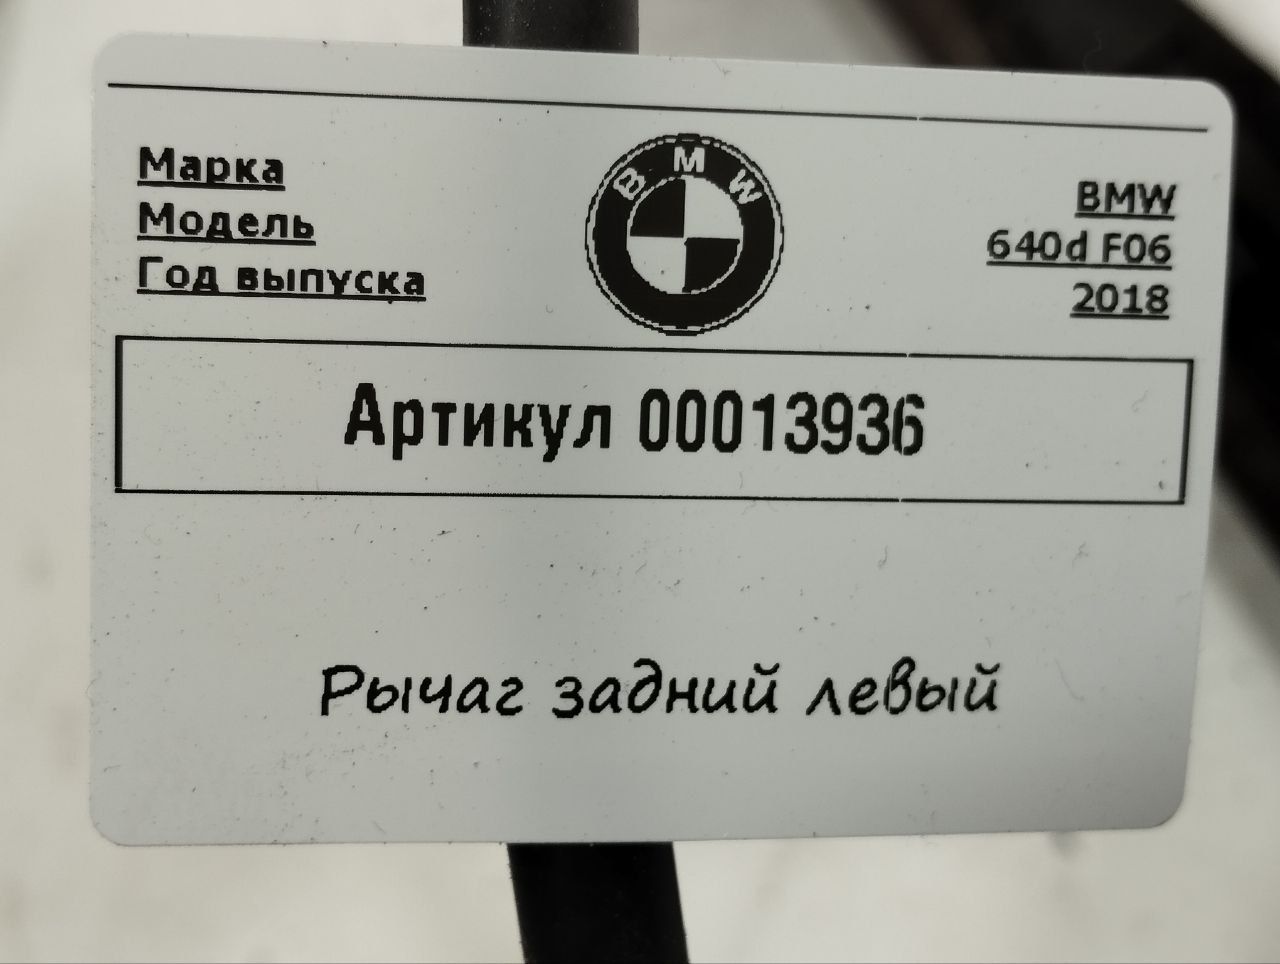 Марка
Модель
Год выпуска
BMW
BMW
640d F06
2018
Артикул 00013936
Рычаг задний левый